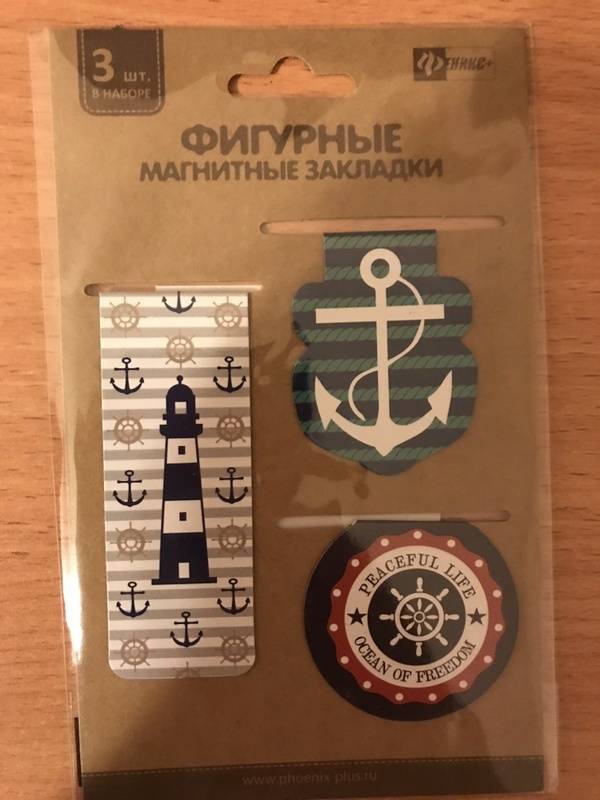 3 шт.
В НАБОРЕ
Феникс+
ФИГУРНЫЕ
МАГНИТНЫЕ ЗАКЛАДКИ
PEACEFUL LIFE
OCEAN OF FREEDOM
www.phoenix-plus.ru